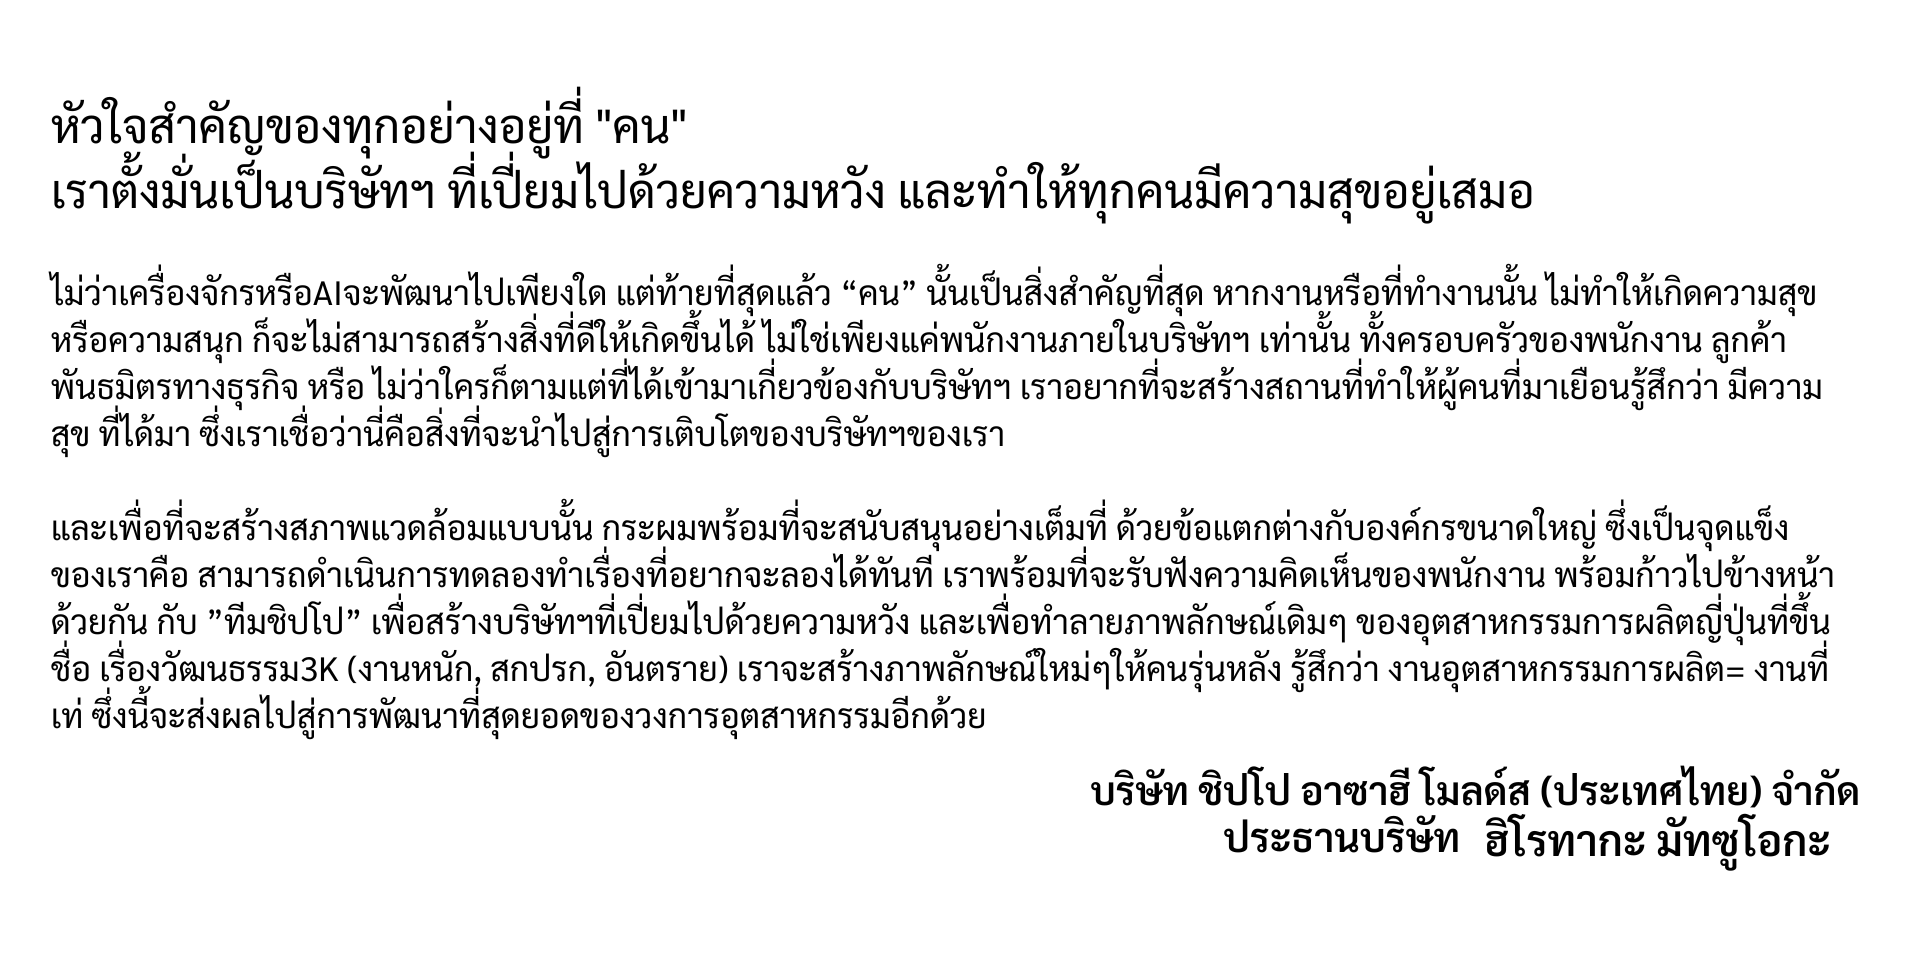 หัวใจสำคัญของทุกอย่างอยู่ที่ "คน"
เราตั้งมั่นเป็นบริษัทฯ ที่เปี่ยมไปด้วยความหวัง และทำให้ทุกคนมีความสุขอยู่เสมอ
ไม่ว่าเครื่องจักรหรือAIจะพัฒนาไปเพียงใด แต่ท้ายที่สุดแล้ว “คน” นั้นเป็นสิ่งสำคัญที่สุด หากงานหรือที่ทำงานนั้น ไม่ทำให้เกิดความสุข
หรือความสนุก ก็จะไม่สามารถสร้างสิ่งที่ดีให้เกิดขึ้นได้ ไม่ใช่เพียงแค่พนักงานภายในบริษัทฯ เท่านั้น ทั้งครอบครัวของพนักงาน ลูกค้า
พันธมิตรทางธุรกิจ หรือ ไม่ว่าใครก็ตามแต่ที่ได้เข้ามาเกี่ยวข้องกับบริษัทฯ เราอยากที่จะสร้างสถานที่ทำให้ผู้คนที่มาเยือนรู้สึกว่า มีความ
สุข ที่ได้มา ซึ่งเราเชื่อว่านี่คือสิ่งที่จะนำไปสู่การเติบโตของบริษัทฯของเรา
และเพื่อที่จะสร้างสภาพแวดล้อมแบบนั้น กระผมพร้อมที่จะสนับสนุนอย่างเต็มที่ ด้วยข้อแตกต่างกับองค์กรขนาดใหญ่ ซึ่งเป็นจุดแข็ง
ของเราคือ สามารถดำเนินการทดลองทำเรื่องที่อยากจะลองได้ทันที เราพร้อมที่จะรับฟังความคิดเห็นของพนักงาน พร้อมก้าวไปข้างหน้า
ด้วยกัน กับ ”ทีมชิปโป” เพื่อสร้างบริษัทฯที่เปี่ยมไปด้วยความหวัง และเพื่อทำลายภาพลักษณ์เดิมๆ ของอุตสาหกรรมการผลิตญี่ปุ่นที่ขึ้น
ชื่อ เรื่องวัฒนธรรม3K (งานหนัก, สกปรก, อันตราย) เราจะสร้างภาพลักษณ์ใหม่ๆให้คนรุ่นหลัง รู้สึกว่า งานอุตสาหกรรมการผลิต= งานที่
เท่ ซึ่งนี้จะส่งผลไปสู่การพัฒนาที่สุดยอดของวงการอุตสาหกรรมอีกด้วย
บริษัท ชิปโป อาซาฮี โมลด์ส (ประเทศไทย) จำกัด
ประธานบริษัท ฮิโรทากะ มัทซูโอกะ